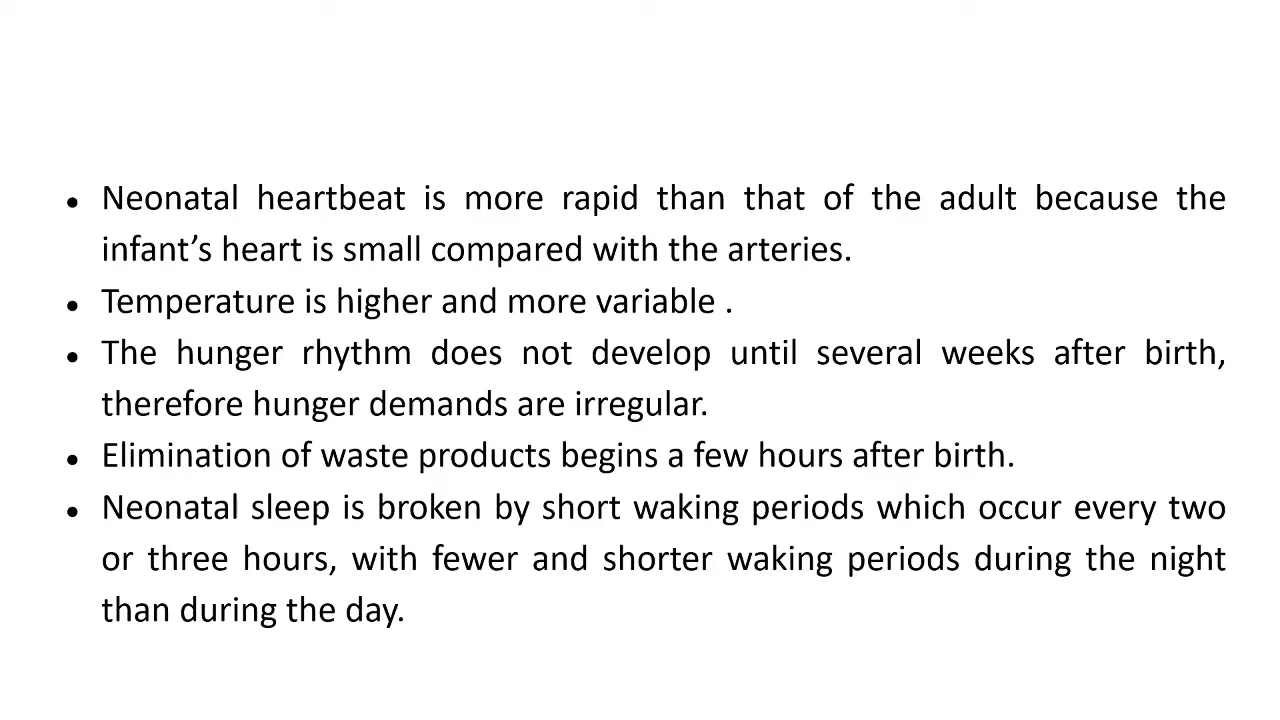 • Neonatal heartbeat is more rapid than that of the adult because the
infant’s heart is small compared with the arteries.
• Temperature is higher and more variable .
• The hunger rhythm does not develop until several weeks after birth,
therefore hunger demands are irregular.
• Elimination of waste products begins a few hours after birth.
• Neonatal sleep is broken by short waking periods which occur every two
or three hours, with fewer and shorter waking periods during the night
than during the day.